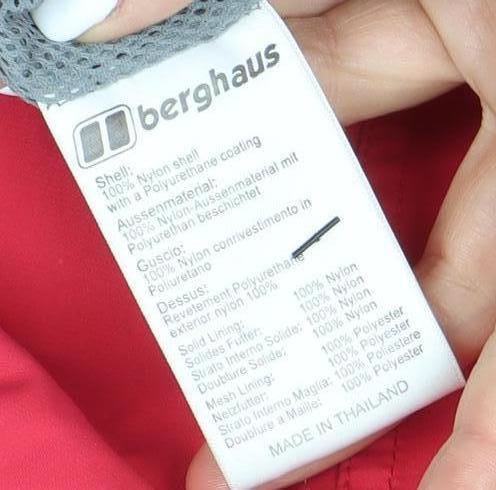 berghaus
Shell:
100% Nylon shell
with a Polyurethane coating
Aussenmaterial:
100% Nylon-Aussenmaterial mit
Polyurethan beschichtet
Guscio:
100% Nylon conrivestimento in
Poliuretano
Dessus:
Revetement Polyurethane
exterior nylon 100%
Solid Lining: 100% Nylon
Solides Futter: 100% Nylon
Strato Interno Solide: 100% Nylon
Doublure Solide: 100% Nylon
Mesh Lining: 100% Polyester
Netzfutter: 100% Polyester
Strato Interno Maglia: 100% Poliestere
Doublure a Maille: 100% Polyester
MADE IN THAILAND